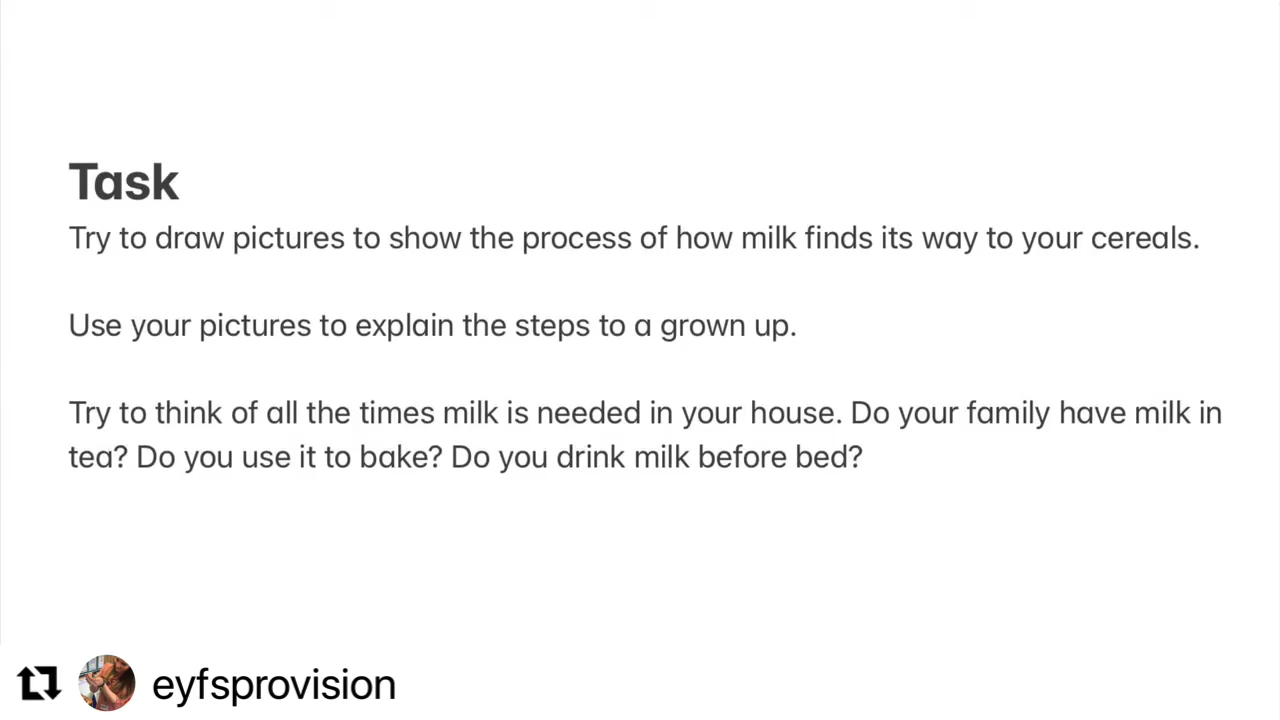 Task
Try to draw pictures to show the process of how milk finds its way to your cereals.
Use your pictures to explain the steps to a grown up.
Try to think of all the times milk is needed in your house. Do your family have milk in
tea? Do you use it to bake? Do you drink milk before bed?
eyfsprovision